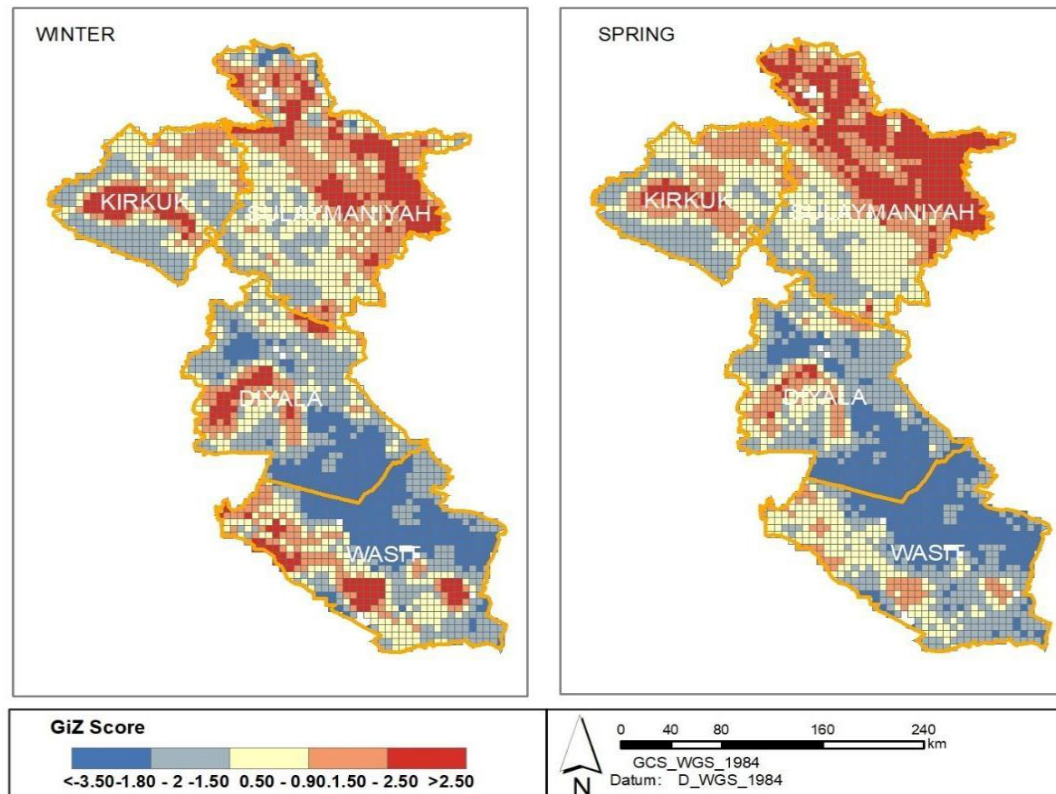 WINTER
SPRING
KIRKUK
SULAYMANIYAH
DIYALA
WASIT
KIRKUK
SULAYMANIYAH
DIYALA
WASIT
GiZ Score
<-3.50-1.80 - 2 -1.50 0.50 - 0.90.1.50 - 2.50 >2.50
0 40 80 160 240
km
GCS_WGS_1984
Datum: D_WGS_1984
N